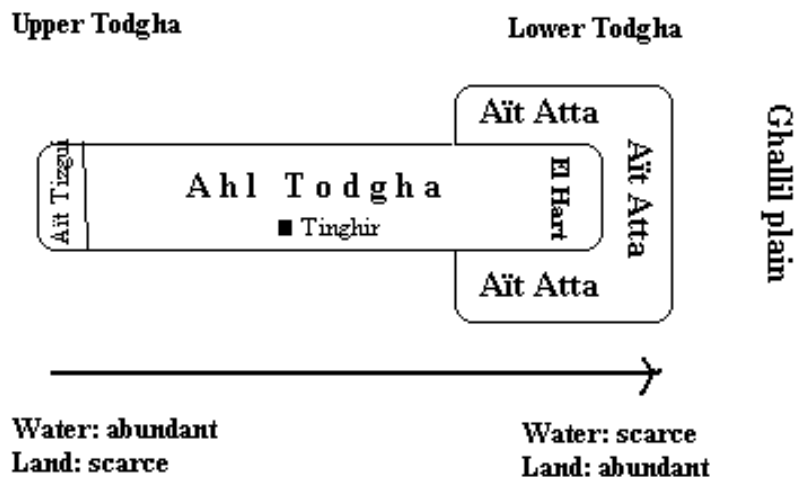 Upper Todgha
Lower Todgha
Aït Atta
Aït Tizgui
Ahl Todgha
El Hart
Aït Atta
Ghallil plain
Tinghir
Aït Atta
Water: abundant
Land: scarce
Water: scarce
Land: abundant